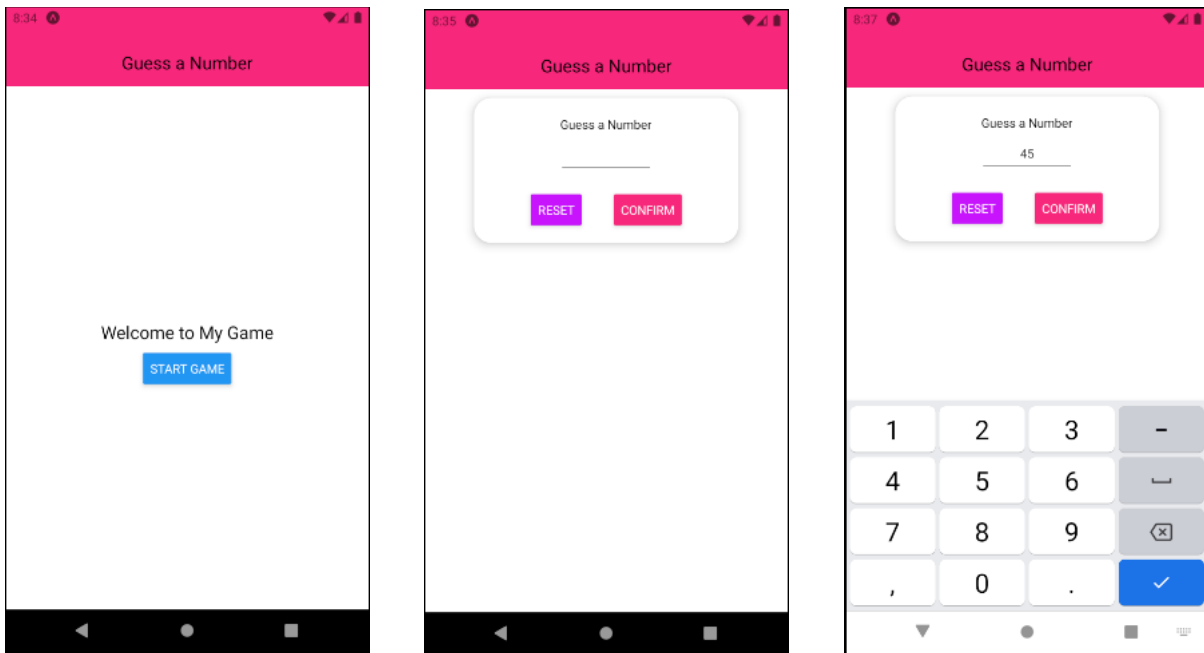 8:34
Guess a Number
Welcome to My Game
START GAME
8:35
Guess a Number
Guess a Number
RESET CONFIRM
8:37
Guess a Number
Guess a Number
45
RESET CONFIRM
1 2 3 -
4 5 6
7 8 9
, 0 .